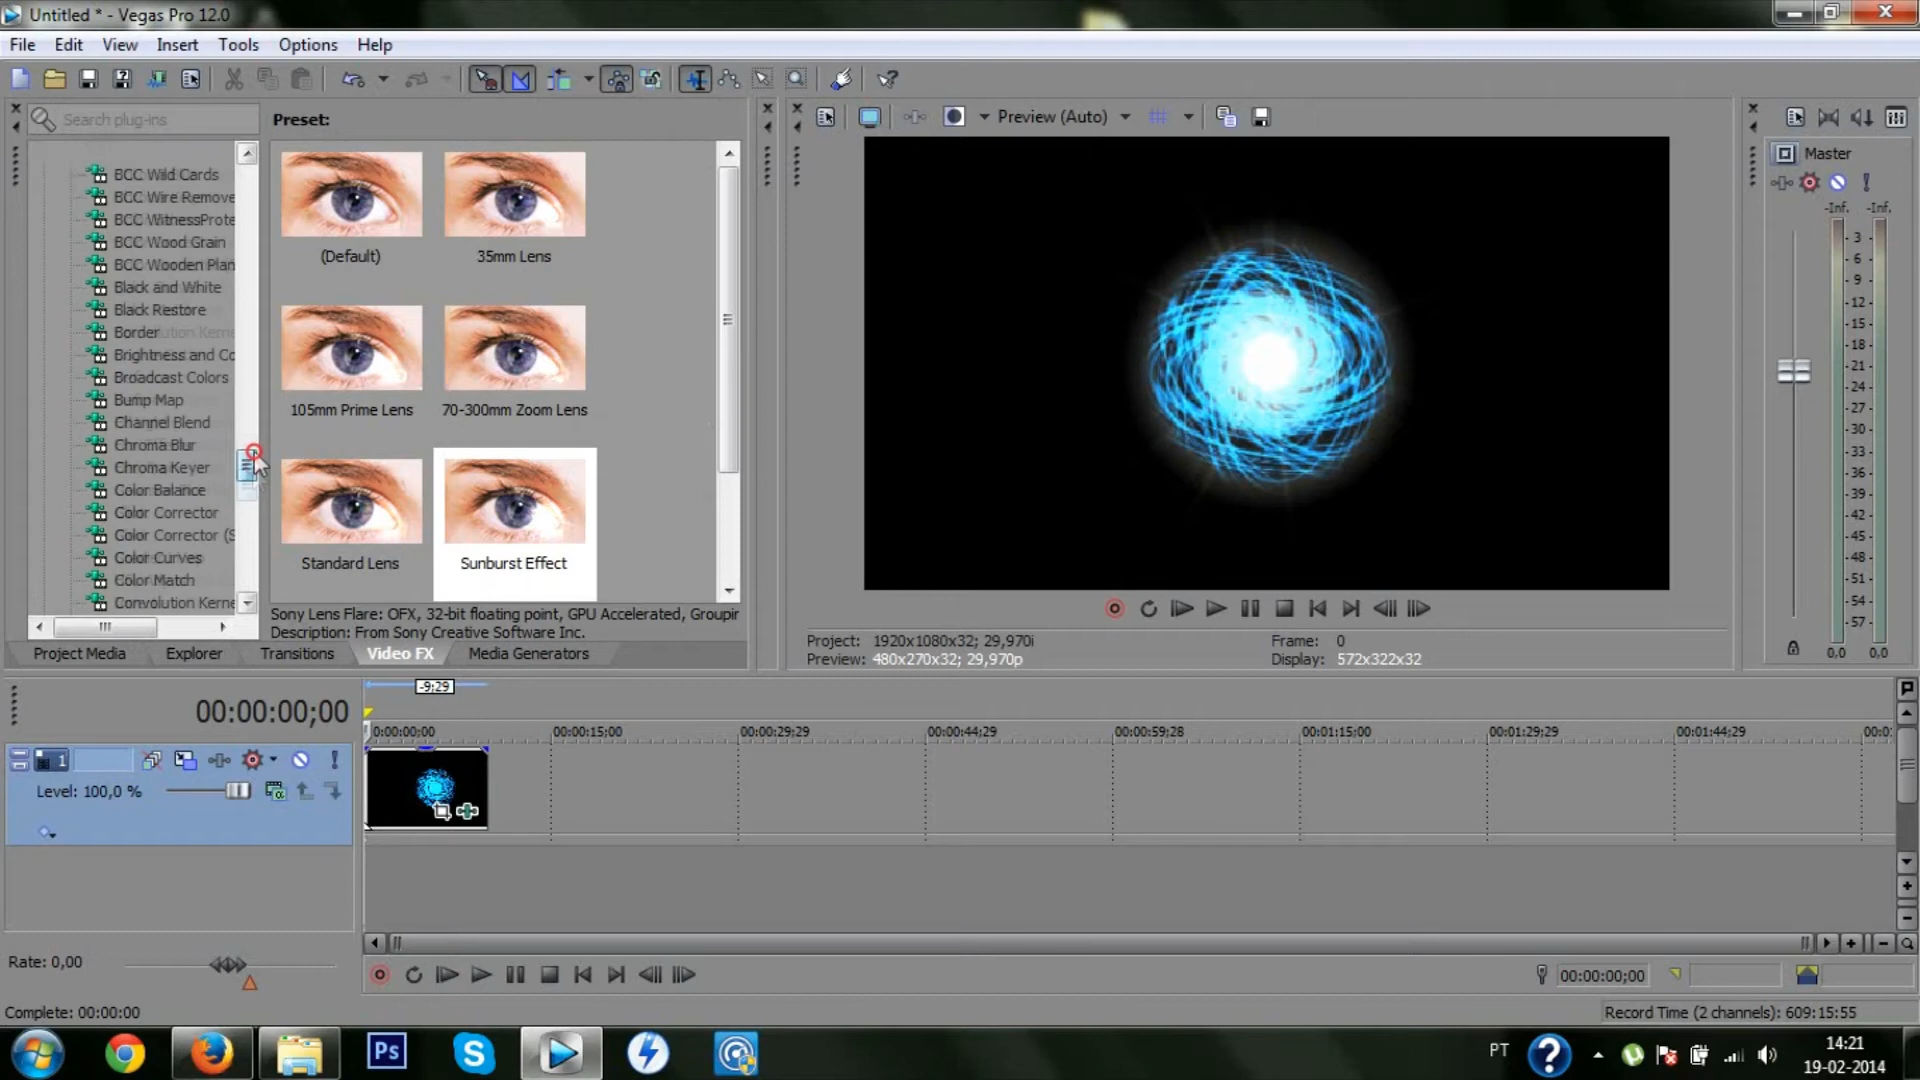 Untitled * - Vegas Pro 12.0
File Edit View Insert Tools Options Help
Search plug-ins
Preset:
Preview (Auto)
Master
BCC Wild Cards
BCC Wire Remove
BCC WitnessProte
BCC Wood Grain
BCC Wooden Plan
Black and White
Black Restore
Border
Brightness and Co
Broadcast Colors
Bump Map
Channel Blend
Chroma Blur
Chroma Keyer
Color Balance
Color Corrector
Color Corrector (S
Color Curves
Color Match
Convolution Kerne
(Default) 35mm Lens
105mm Prime Lens 70-300mm Zoom Lens
Standard Lens Sunburst Effect
Sony Lens Flare: OFX, 32-bit floating point, GPU Accelerated, Groupir
Description: From Sony Creative Software Inc.
Project Media Explorer Transitions Video FX Media Generators
Project: 1920x1080x32; 29,970i Frame: 0
Preview: 480x270x32; 29,970p Display: 572x322x32
-Inf. -Inf.
- 3 -
- 6 -
- 9 -
- 12 -
- 15 -
- 18 -
- 21 -
- 24 -
- 27 -
- 30 -
- 33 -
- 36 -
- 39 -
- 42 -
- 45 -
- 48 -
- 51 -
- 54 -
- 57 -
0,0 0,0
-9:29
00:00:00;00
0:00:00;00 00:00:15;00 00:00:29;29 00:00:44;29 00:00:59;28 00:01:15;00 00:01:29;29 00:01:44;29 00:0
1
Level: 100,0 %
Rate: 0,00
00:00:00;00
Complete: 00:00:00
Record Time (2 channels): 609:15:55
Ps
PT
14:21
19-02-2014